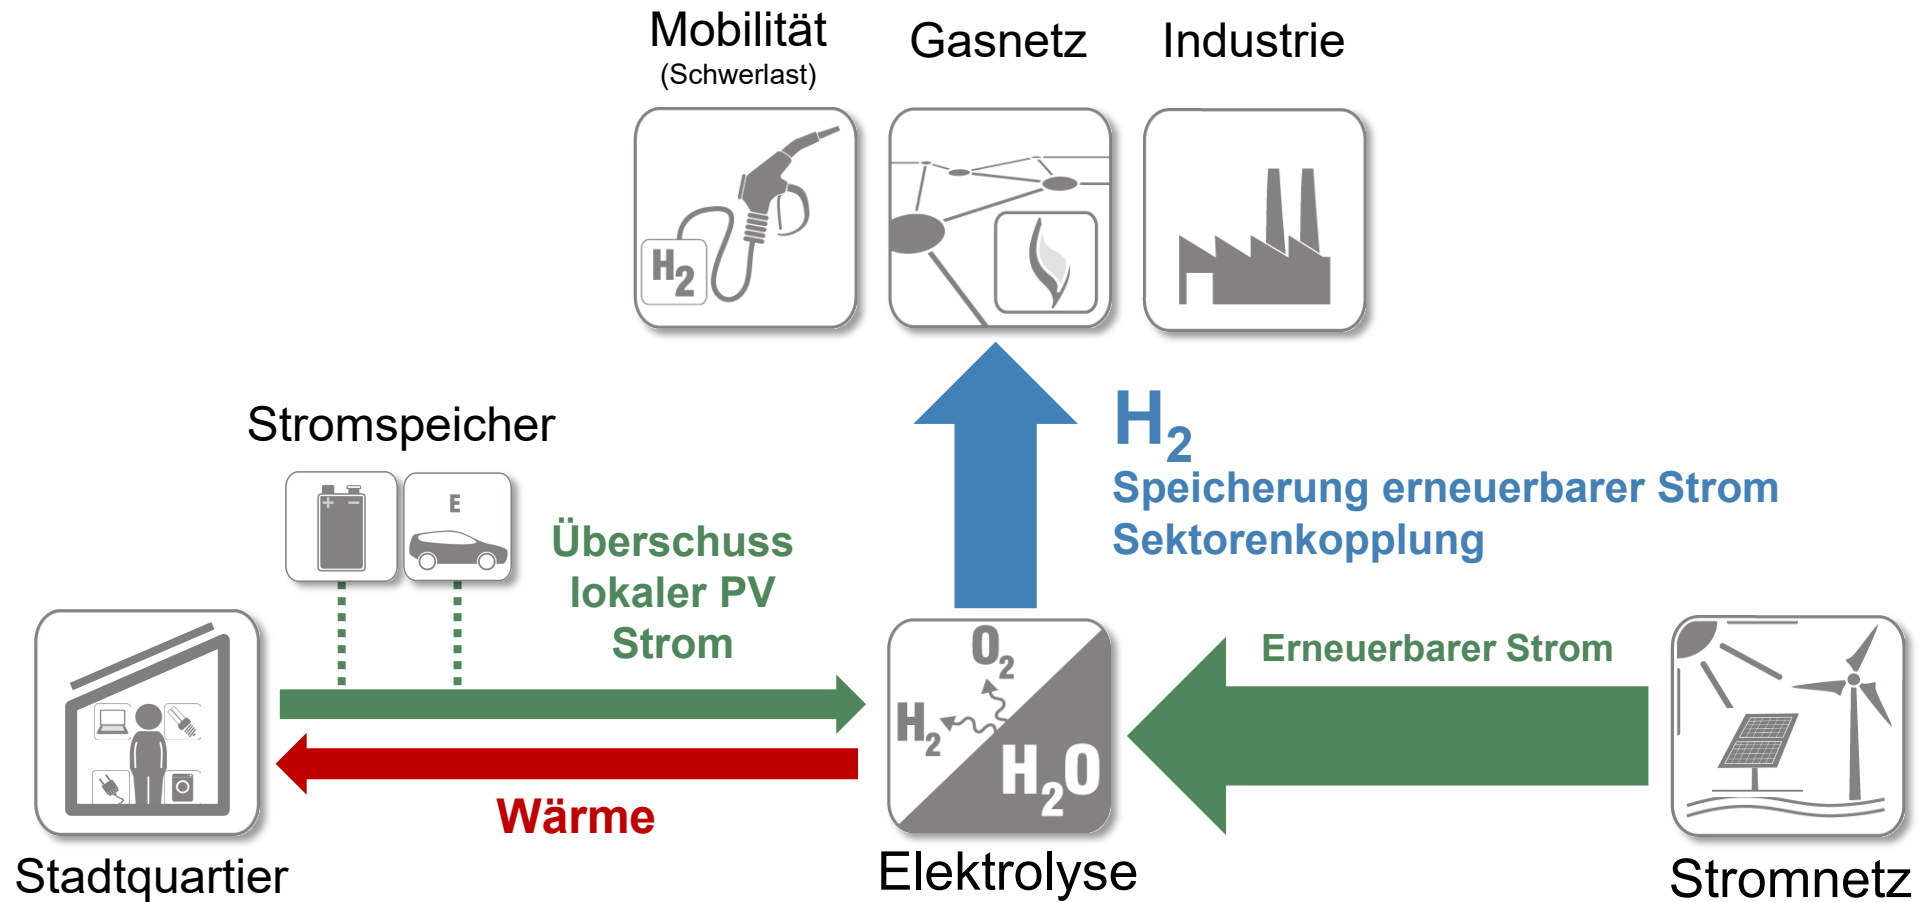 Mobilität
(Schwerlast)
Gasnetz
Industrie
H2
H2
Speicherung erneuerbarer Strom
Sektorenkopplung
Stromspeicher
+ −
E
Überschuss
lokaler PV
Strom
Erneuerbarer Strom
O2
H2
H2O
Wärme
Stadtquartier
Elektrolyse
Stromnetz